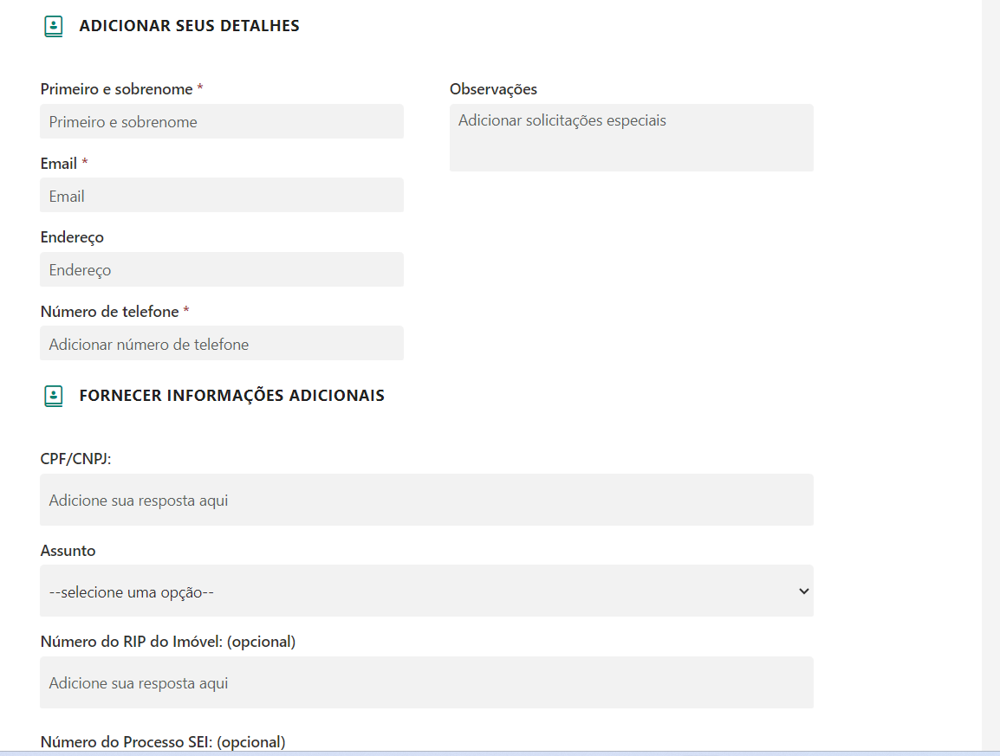 ADICIONAR SEUS DETALHES
Primeiro e sobrenome *
Primeiro e sobrenome
Email *
Email
Endereço
Endereço
Número de telefone *
Adicionar número de telefone
Observações
Adicionar solicitações especiais
FORNECER INFORMAÇÕES ADICIONAIS
CPF/CNPJ:
Adicione sua resposta aqui
Assunto
--selecione uma opção--
Número do RIP do Imóvel: (opcional)
Adicione sua resposta aqui
Número do Processo SEI: (opcional)